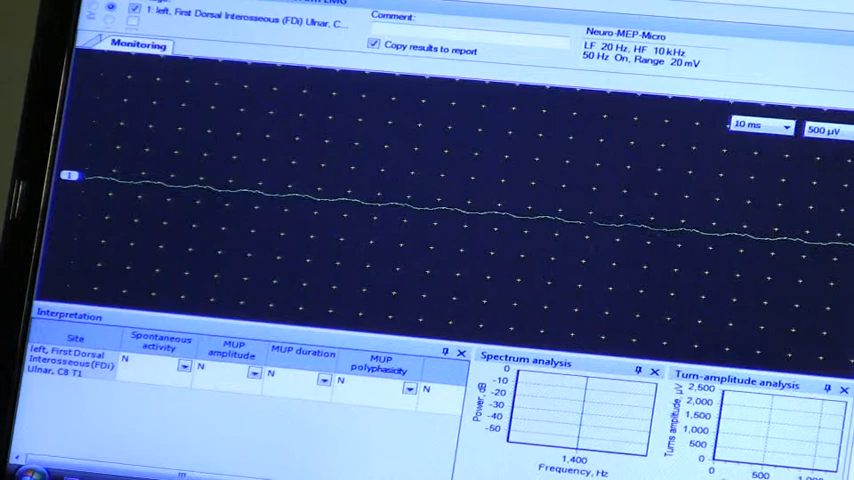 1: left, First Dorsal Interosseous (FDI) Ulnar, C...
Comment:
Copy results to report
Neuro-MEP-Micro
LF 20 Hz, HF 10 kHz
50 Hz On, Range 20 mV
Monitoring
10 ms
500 µV
1
Interpretation
Site
Spontaneous activity
MUP amplitude
MUP duration
MUP polyphasicity
left, First Dorsal
Interosseous (FDI)
Ulnar, C8 T1
N
N
N
N
N
Spectrum analysis
Power, dB
0
-10
-20
-30
-40
-50
1,400
Frequency, Hz
Turn-amplitude analysis
Turns amplitude, µV
2,500
2,000
1,500
1,000
500
0
0
500